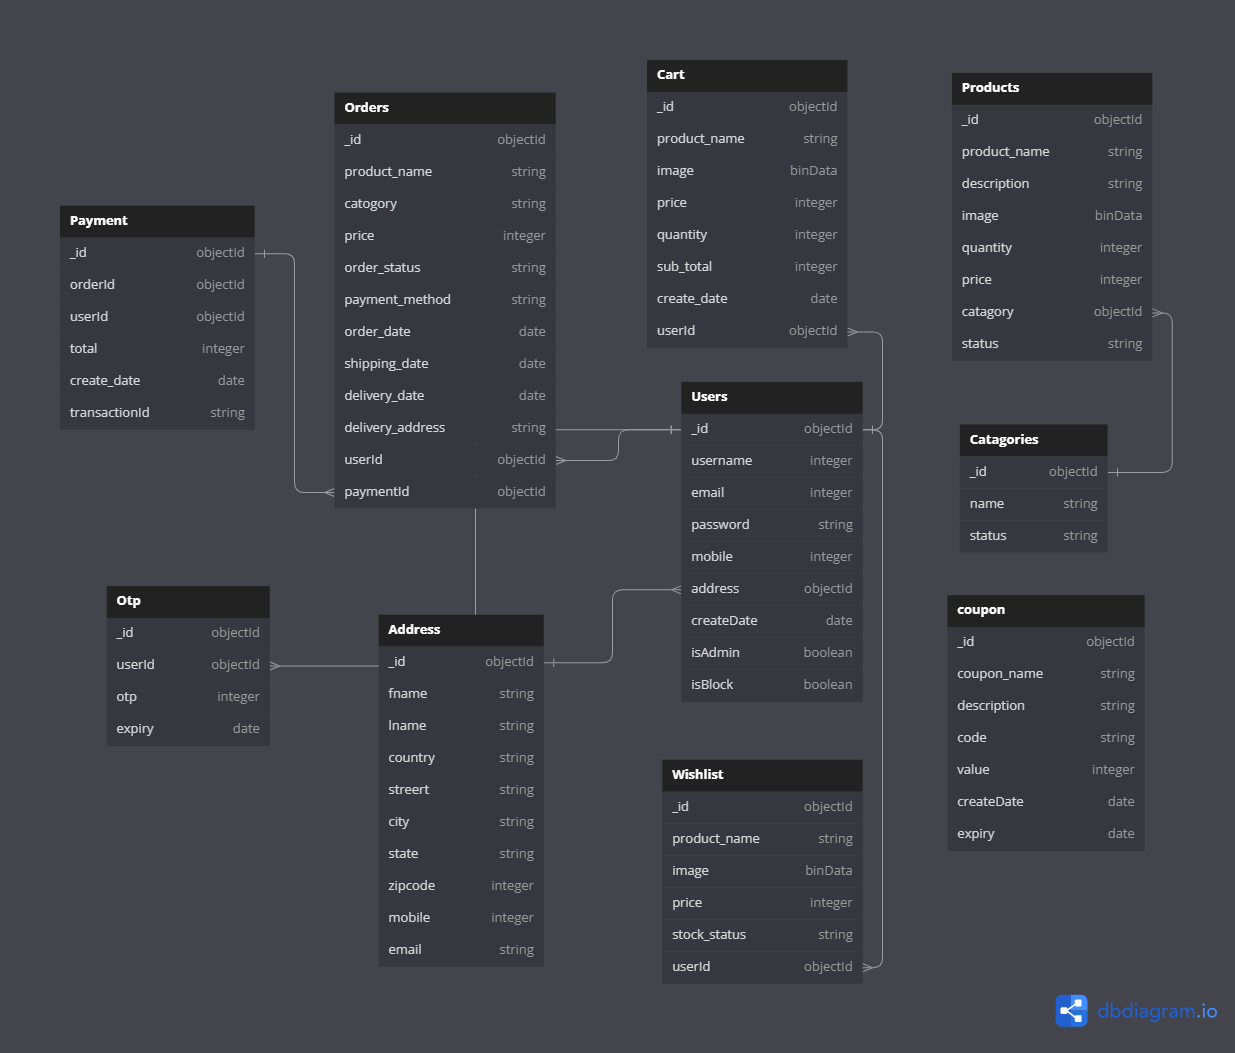 Payment
_id objectId
orderId objectId
userId objectId
total integer
create_date date
transactionId string
Orders
_id objectId
product_name string
catogory string
price integer
order_status string
payment_method string
order_date date
shipping_date date
delivery_date date
delivery_address string
userId objectId
paymentId objectId
Cart
_id objectId
product_name string
image binData
price integer
quantity integer
sub_total integer
create_date date
userId objectId
Products
_id objectId
product_name string
description string
image binData
quantity integer
price integer
catagory objectId
status string
Users
_id objectId
username integer
email integer
password string
mobile integer
address objectId
createDate date
isAdmin boolean
isBlock boolean
Catagories
_id objectId
name string
status string
Otp
_id objectId
userId objectId
otp integer
expiry date
Address
_id objectId
fname string
lname string
country string
streert string
city string
state string
zipcode integer
mobile integer
email string
Wishlist
_id objectId
product_name string
image binData
price integer
stock_status string
userId objectId
coupon
_id objectId
coupon_name string
description string
code string
value integer
createDate date
expiry date
dbdiagram.io